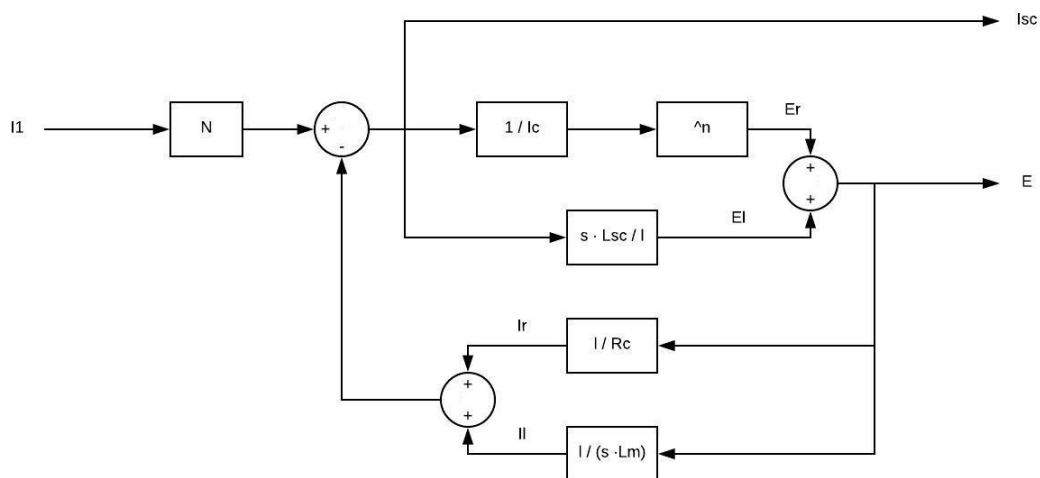 Isc
I1
N
+
-
1 / Ic
^n
Er
+
+
E
s · Lsc / l
El
Ir
l / Rc
+
+
Il
l / (s ·Lm)